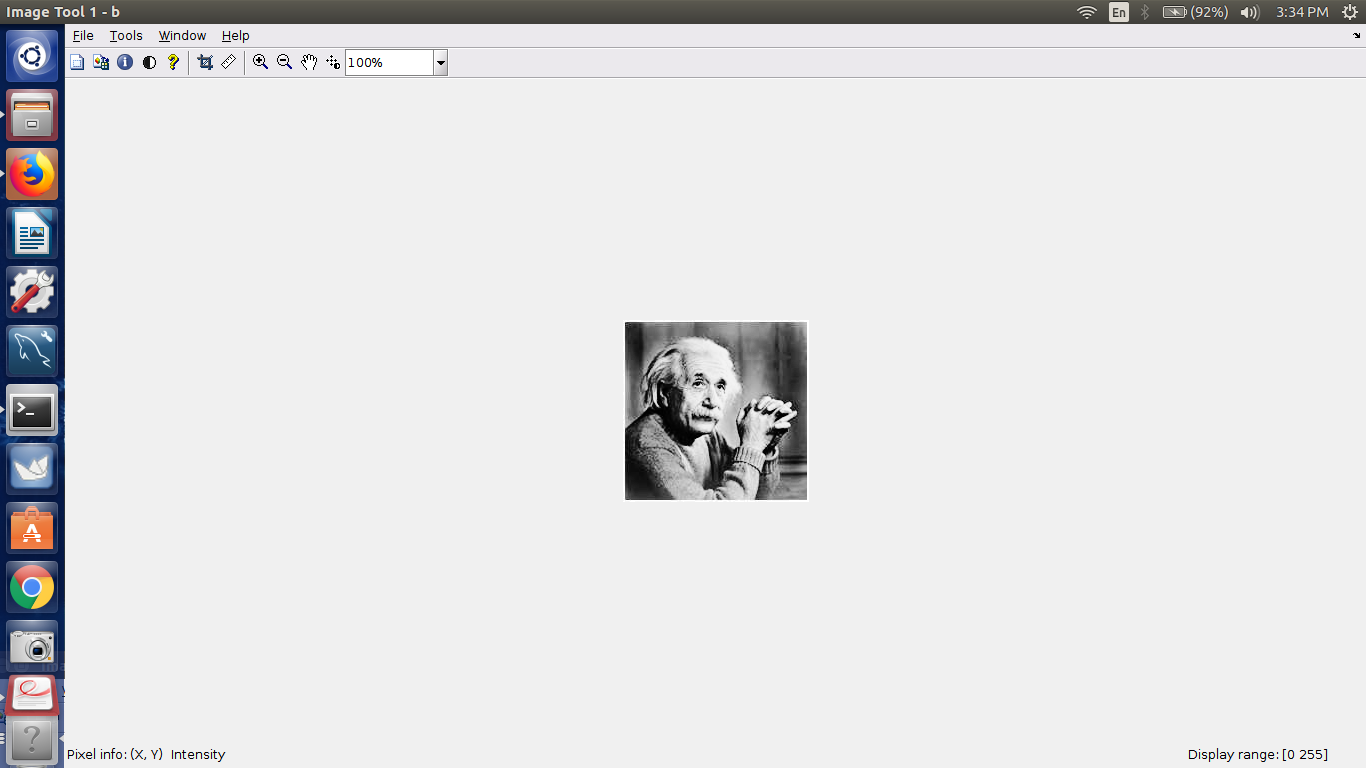 Image Tool 1 - b
En
(92%)
3:34 PM
File Tools Window Help
100%
Pixel info: (X, Y) Intensity
Display range: [0 255]